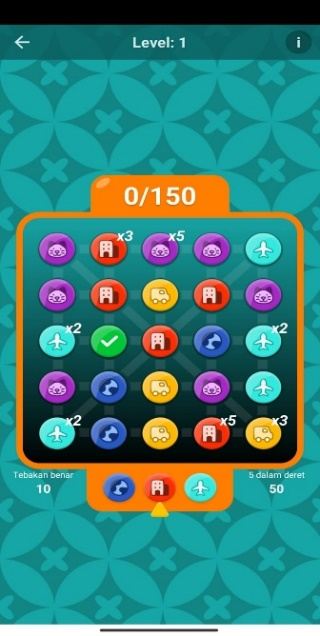 Level: 1
i
0/150
x3
x5
x2
x2
x2
x5
x3
Tebakan benar
10
5 dalam deret
50